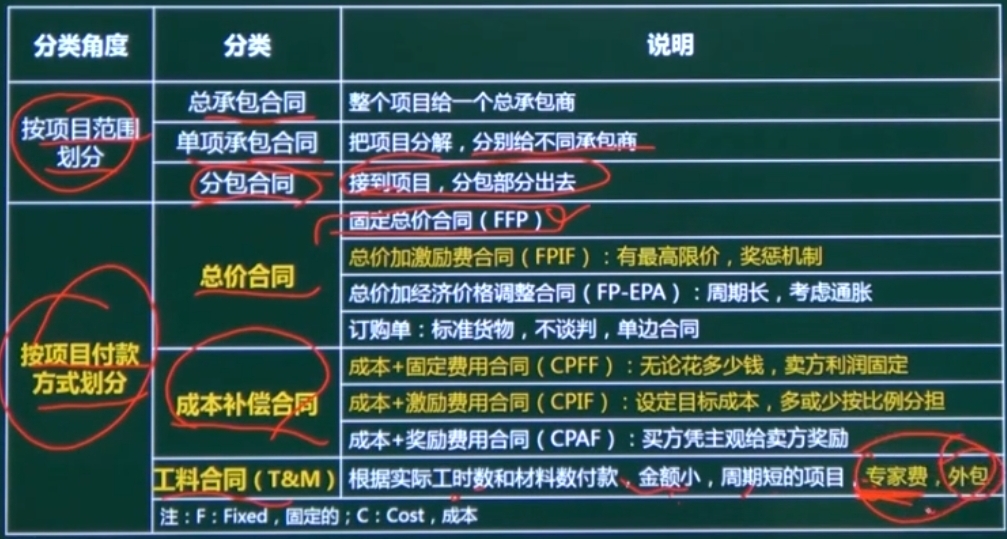 分类角度 分类 说明
按项目范围
划分
总承包合同 整个项目给一个总承包商
单项承包合同 把项目分解，分别给不同承包商
分包合同 接到项目，分包部分出去
按项目付款
方式划分
总价合同
固定总价合同（FFP）
总价加激励费合同（FPIF）：有最高限价，奖惩机制
总价加经济价格调整合同（FP-EPA）：周期长，考虑通胀
订购单：标准货物，不谈判，单边合同
成本补偿合同
成本+固定费用合同（CPFF）：无论花多少钱，卖方利润固定
成本+激励费用合同（CPIF）：设定目标成本，多或少按比例分担
成本+奖励费用合同（CPAF）：买方凭主观给卖方奖励
工料合同（T&M） 根据实际工时数和材料数付款，金额小，周期短的项目，专家费，外包
注：F：Fixed，固定的；C：Cost，成本